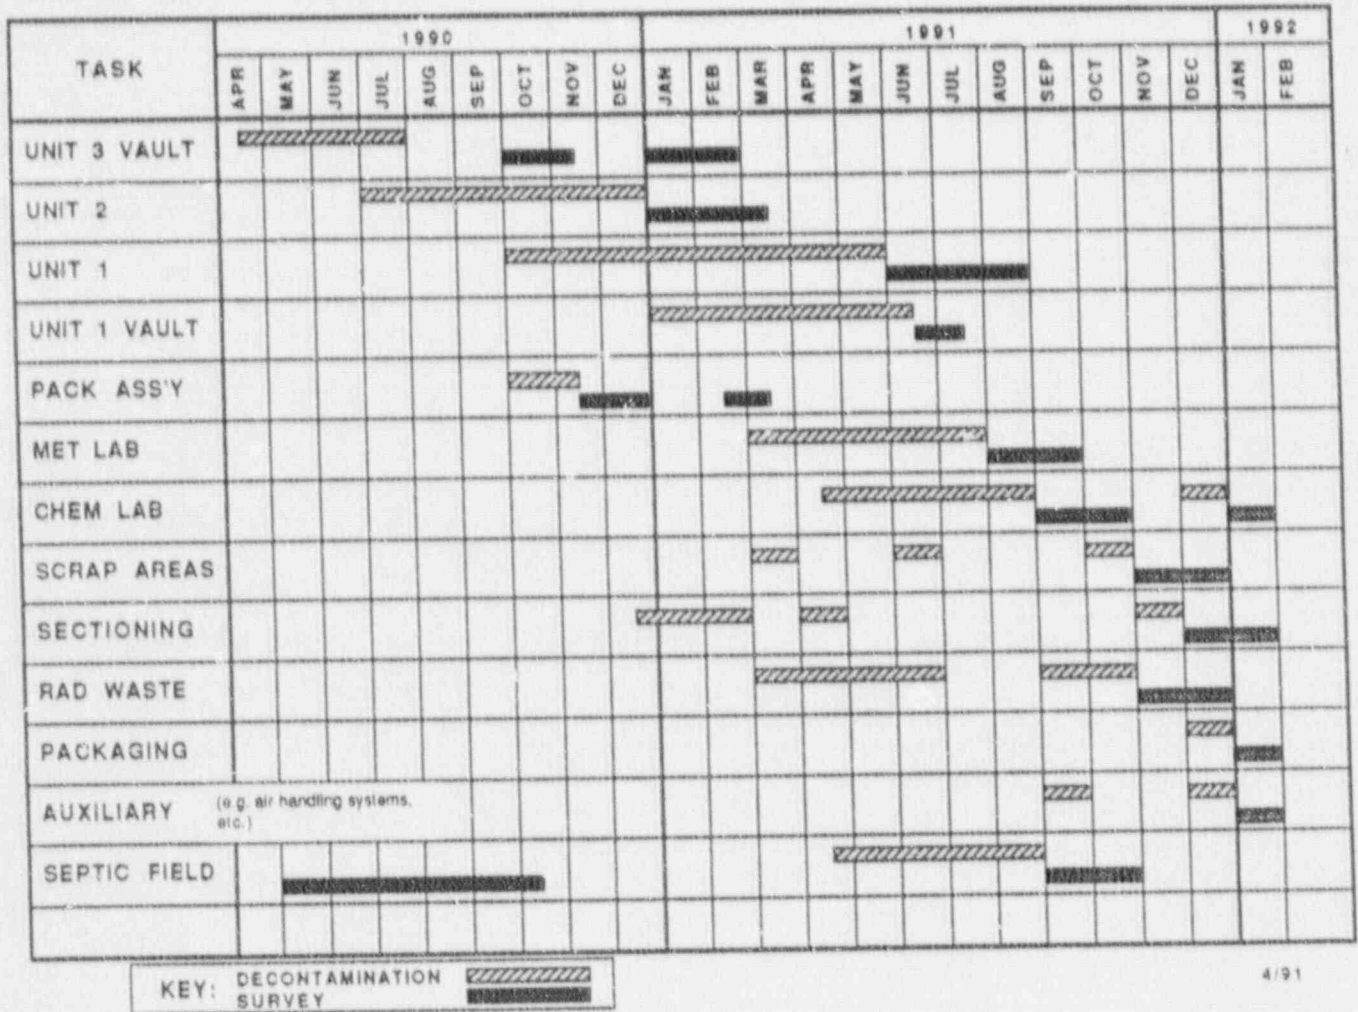 TASK
1990
1991
1992
APR
MAY
JUN
JUL
AUG
SEP
OCT
NOV
DEC
JAN
FEB
MAR
APR
MAY
JUN
JUL
AUG
SEP
OCT
NOV
DEC
JAN
FEB
UNIT 3 VAULT
UNIT 2
UNIT 1
UNIT 1 VAULT
PACK ASS'Y
MET LAB
CHEM LAB
SCRAP AREAS
SECTIONING
RAD WASTE
PACKAGING
AUXILIARY (e.g. air handling systems,
etc.)
SEPTIC FIELD
KEY: DECONTAMINATION
SURVEY
4/91